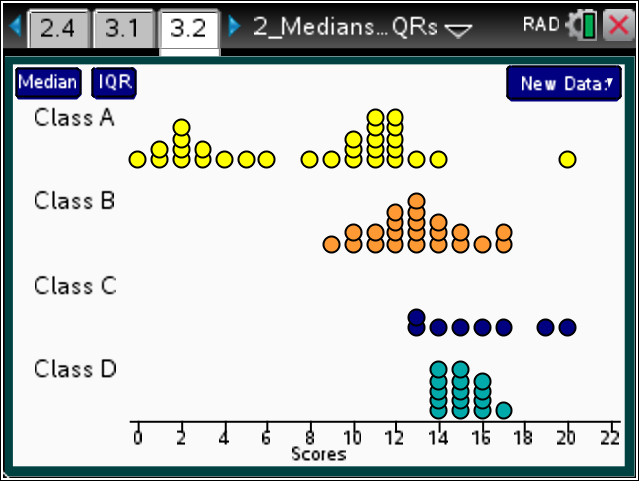 2.4 3.1 3.2 2_Medians...QRs RAD
Median IQR New Data:
Class A
Class B
Class C
Class D
0 2 4 6 8 10 12 14 16 18 20 22
Scores